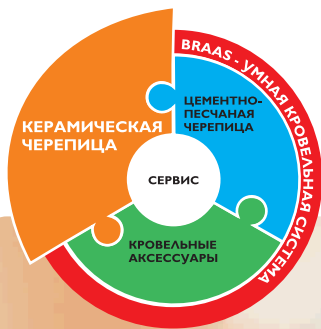 BRAAS - УМНАЯ КРОВЕЛЬНАЯ СИСТЕМА
ЦЕМЕНТНО-
ПЕСЧАНАЯ
ЧЕРЕПИЦА
КЕРАМИЧЕСКАЯ
ЧЕРЕПИЦА
СЕРВИС
КРОВЕЛЬНЫЕ
АКСЕССУАРЫ